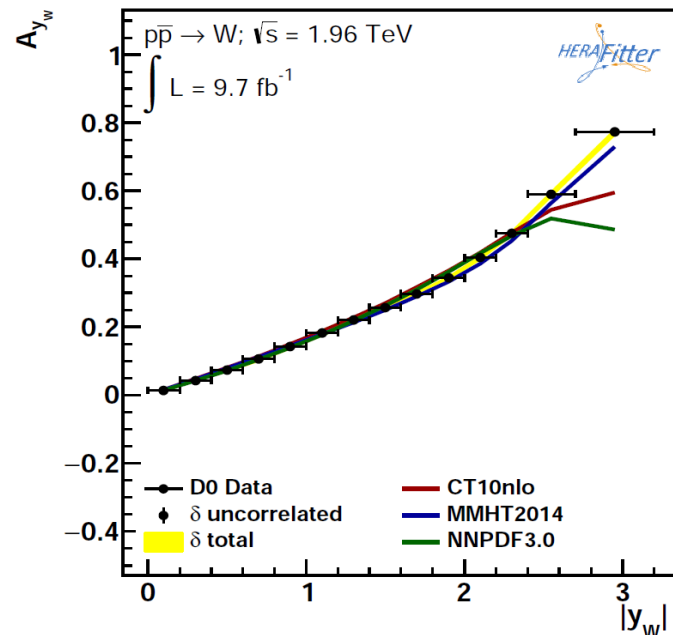 A_{y_W}
pp̅ → W; √s = 1.96 TeV
∫ L = 9.7 fb⁻¹
HERAFitter
1
0.8
0.6
0.4
0.2
0
−0.2
−0.4
D0 Data
δ uncorrelated
δ total
CT10nlo
MMHT2014
NNPDF3.0
0 1 2 3
|y_W|